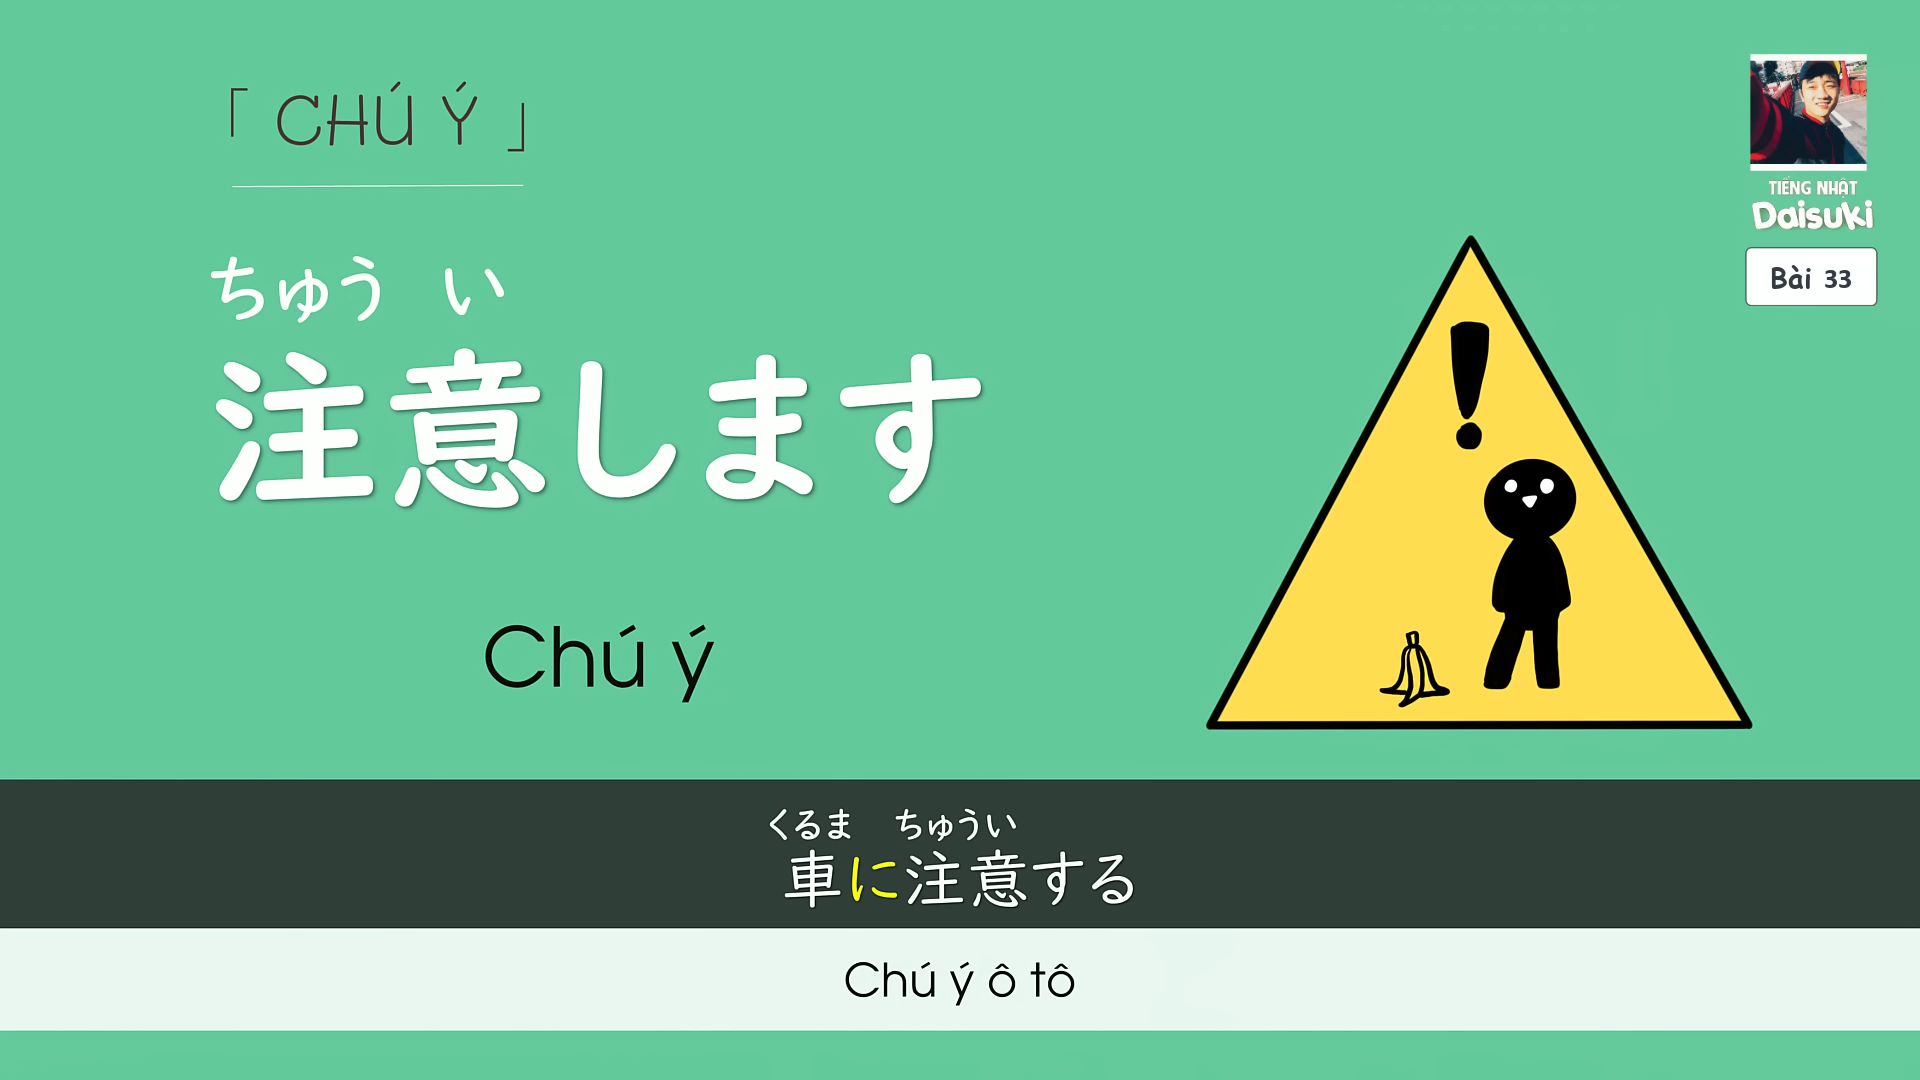 「 CHÚ Ý 」
ちゅう い
注意します
Chú ý
TIẾNG NHẬT
Daisuki
Bài 33
くるま ちゅうい
車に注意する
Chú ý ô tô